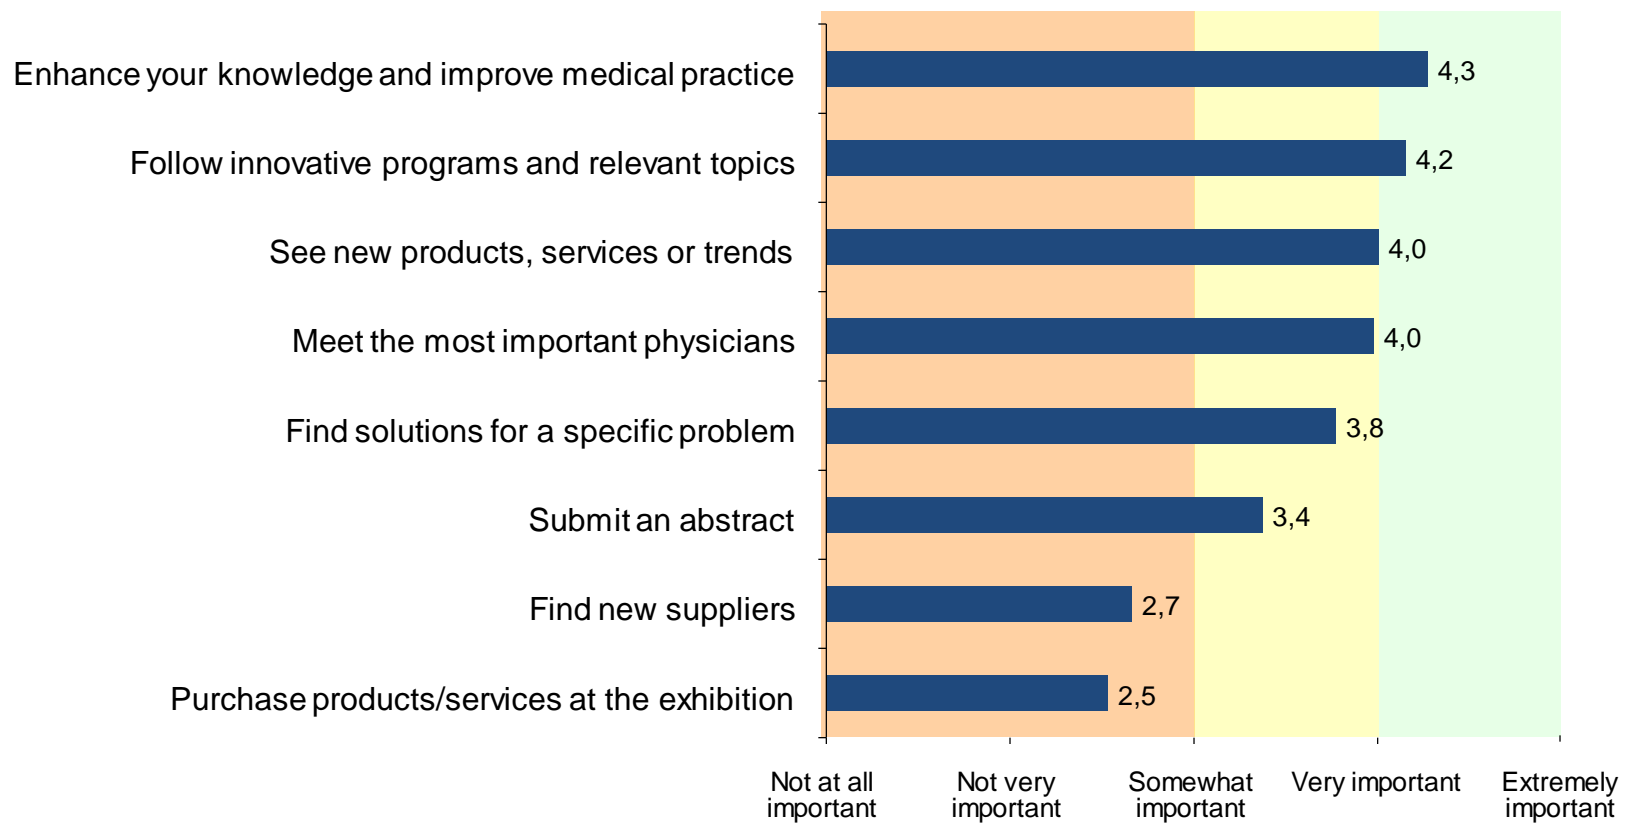 Enhance your knowledge and improve medical practice 4,3
Follow innovative programs and relevant topics 4,2
See new products, services or trends 4,0
Meet the most important physicians 4,0
Find solutions for a specific problem 3,8
Submit an abstract 3,4
Find new suppliers 2,7
Purchase products/services at the exhibition 2,5
Not at all important
Not very important
Somewhat important
Very important
Extremely important